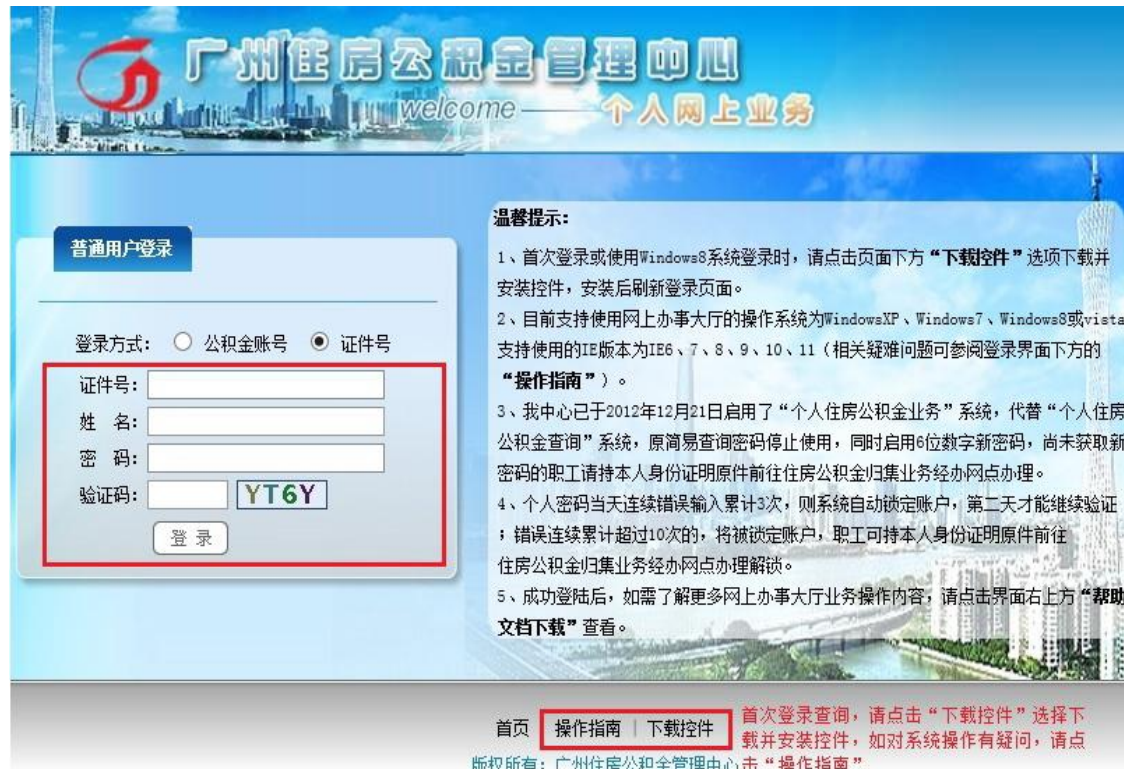 广州住房公积金管理中心
welcome 个人网上业务
普通用户登录
登录方式: 公积金账号 证件号
证件号:
姓 名:
密 码:
验证码: YT6Y
登 录
温馨提示:
1、首次登录或使用Windows8系统登录时，请点击页面下方“下载控件”选项下载并
安装控件，安装后刷新登录页面。
2、目前支持使用网上办事大厅的操作系统为WindowsXP、Windows7、Windows8或vista
支持使用的IE版本为IE6、7、8、9、10、11（相关疑难问题可参阅登录界面下方的
“操作指南”）。
3、我中心已于2012年12月21日启用了“个人住房公积金业务”系统，代替“个人住房
公积金查询”系统，原简易查询密码停止使用，同时启用6位数字新密码，尚未获取新
密码的职工请持本人身份证明原件前往住房公积金归集业务经办网点办理。
4、个人密码当天连续错误输入累计3次，则系统自动锁定账户，第二天才能继续验证
；错误连续累计超过10次的，将被锁定账户，职工可持本人身份证明原件前往
住房公积金归集业务经办网点办理解锁。
5、成功登陆后，如需了解更多网上办事大厅业务操作内容，请点击界面右上方“帮助
文档下载”查看。
首页 操作指南 | 下载控件
首次登录查询，请点击“下载控件”选择下
载并安装控件，如对系统操作有疑问，请点
击“操作指南”
版权所有: 广州住房公积金管理中心